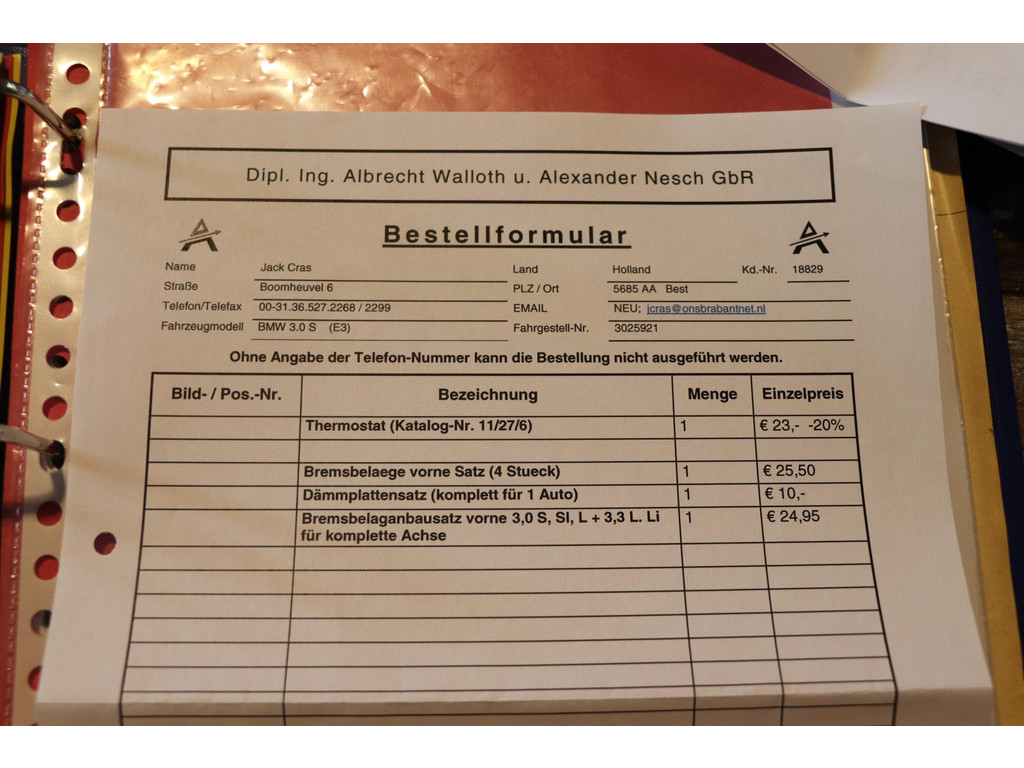 Dipl. Ing. Albrecht Walloth u. Alexander Nesch GbR
Bestellformular
Name Jack Cras Land Holland Kd.-Nr. 18829
Straße Boomheuvel 6 PLZ / Ort 5685 AA Best
Telefon/Telefax 00-31.36.527.2268 / 2299 EMAIL NEU; jcras@onsbrabantnet.nl
Fahrzeugmodell BMW 3.0 S (E3) Fahrgestell-Nr. 3025921
Ohne Angabe der Telefon-Nummer kann die Bestellung nicht ausgeführt werden.
Bild- / Pos.-Nr. Bezeichnung Menge Einzelpreis
Thermostat (Katalog-Nr. 11/27/6) 1 € 23,- -20%
Bremsbelaege vorne Satz (4 Stueck) 1 € 25,50
Dämmplattensatz (komplett für 1 Auto) 1 € 10,-
Bremsbelaganbausatz vorne 3,0 S, SI, L + 3,3 L. Li 1 € 24,95
für komplette Achse